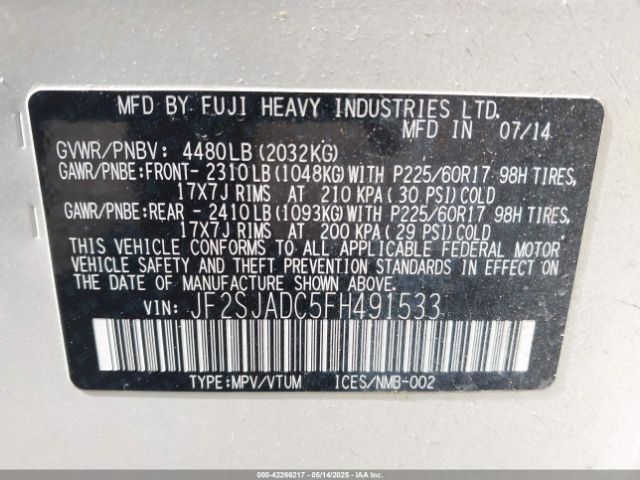 MFD BY FUJI HEAVY INDUSTRIES LTD.
MFD IN 07/14
GVWR/PNBV: 4480LB(2032KG)
GAWR/PNBE:FRONT- 2310LB(1048KG)WITH P225/60R17 98H TIRES,
17X7J RIMS AT 210 KPA(30 PSI)COLD
GAWR/PNBE:REAR - 2410LB(1093KG)WITH P225/60R17 98H TIRES,
17X7J RIMS AT 200 KPA(29 PSI)COLD
THIS VEHICLE CONFORMS TO ALL APPLICABLE FEDERAL MOTOR
VEHICLE SAFETY AND THEFT PREVENTION STANDARDS IN EFFECT ON
THE DATE OF MANUFACTURE SHOWN ABOVE.
VIN: JF2SJADC5FH491533
TYPE:MPV/VTUM ICES/NMB-002
000-42266217 - 05/14/2025 - IAA Inc.